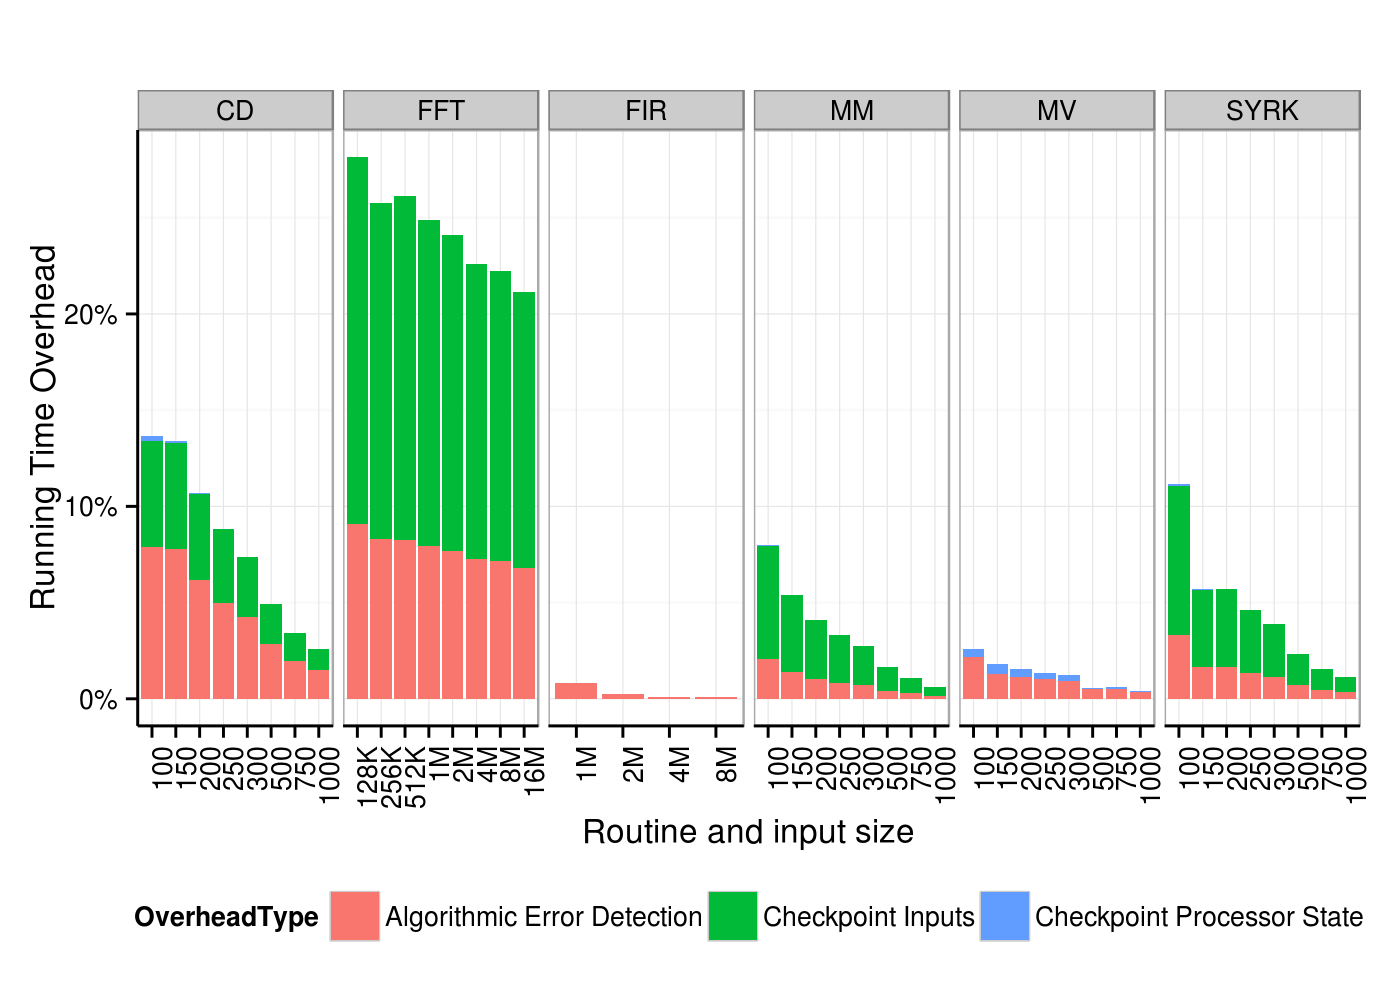 CD FFT FIR MM MV SYRK
Running Time Overhead
20%
10%
0%
100 150 200 250 300 500 750 1000 128K 256K 512K 1M 2M 4M 8M 16M 1M 2M 4M 8M 100 150 200 250 300 500 750 1000 100 150 200 250 300 500 750 1000 100 150 200 250 300 500 750 1000
Routine and input size
OverheadType Algorithmic Error Detection Checkpoint Inputs Checkpoint Processor State